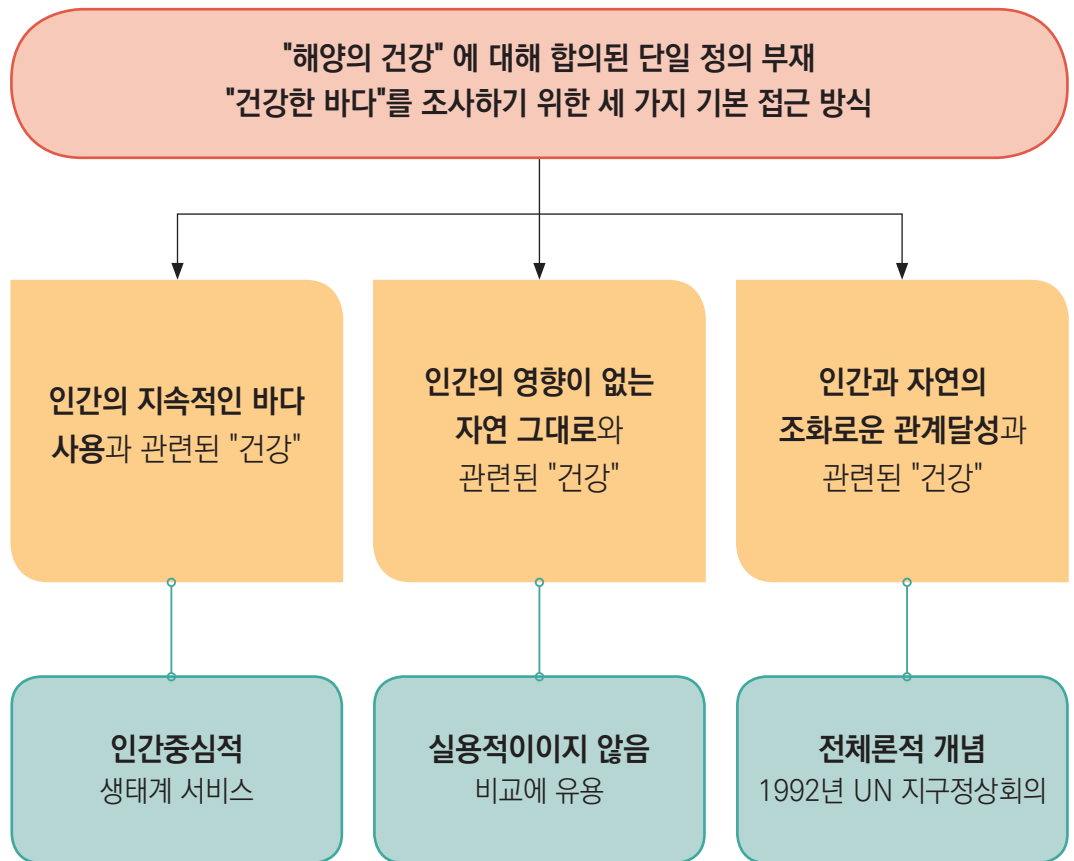 "해양의 건강" 에 대해 합의된 단일 정의 부재
"건강한 바다"를 조사하기 위한 세 가지 기본 접근 방식
인간의 지속적인 바다
사용과 관련된 "건강"
인간의 영향이 없는
자연 그대로와
관련된 "건강"
인간과 자연의
조화로운 관계달성과
관련된 "건강"
인간중심적
생태계 서비스
실용적이이지 않음
비교에 유용
전체론적 개념
1992년 UN 지구정상회의